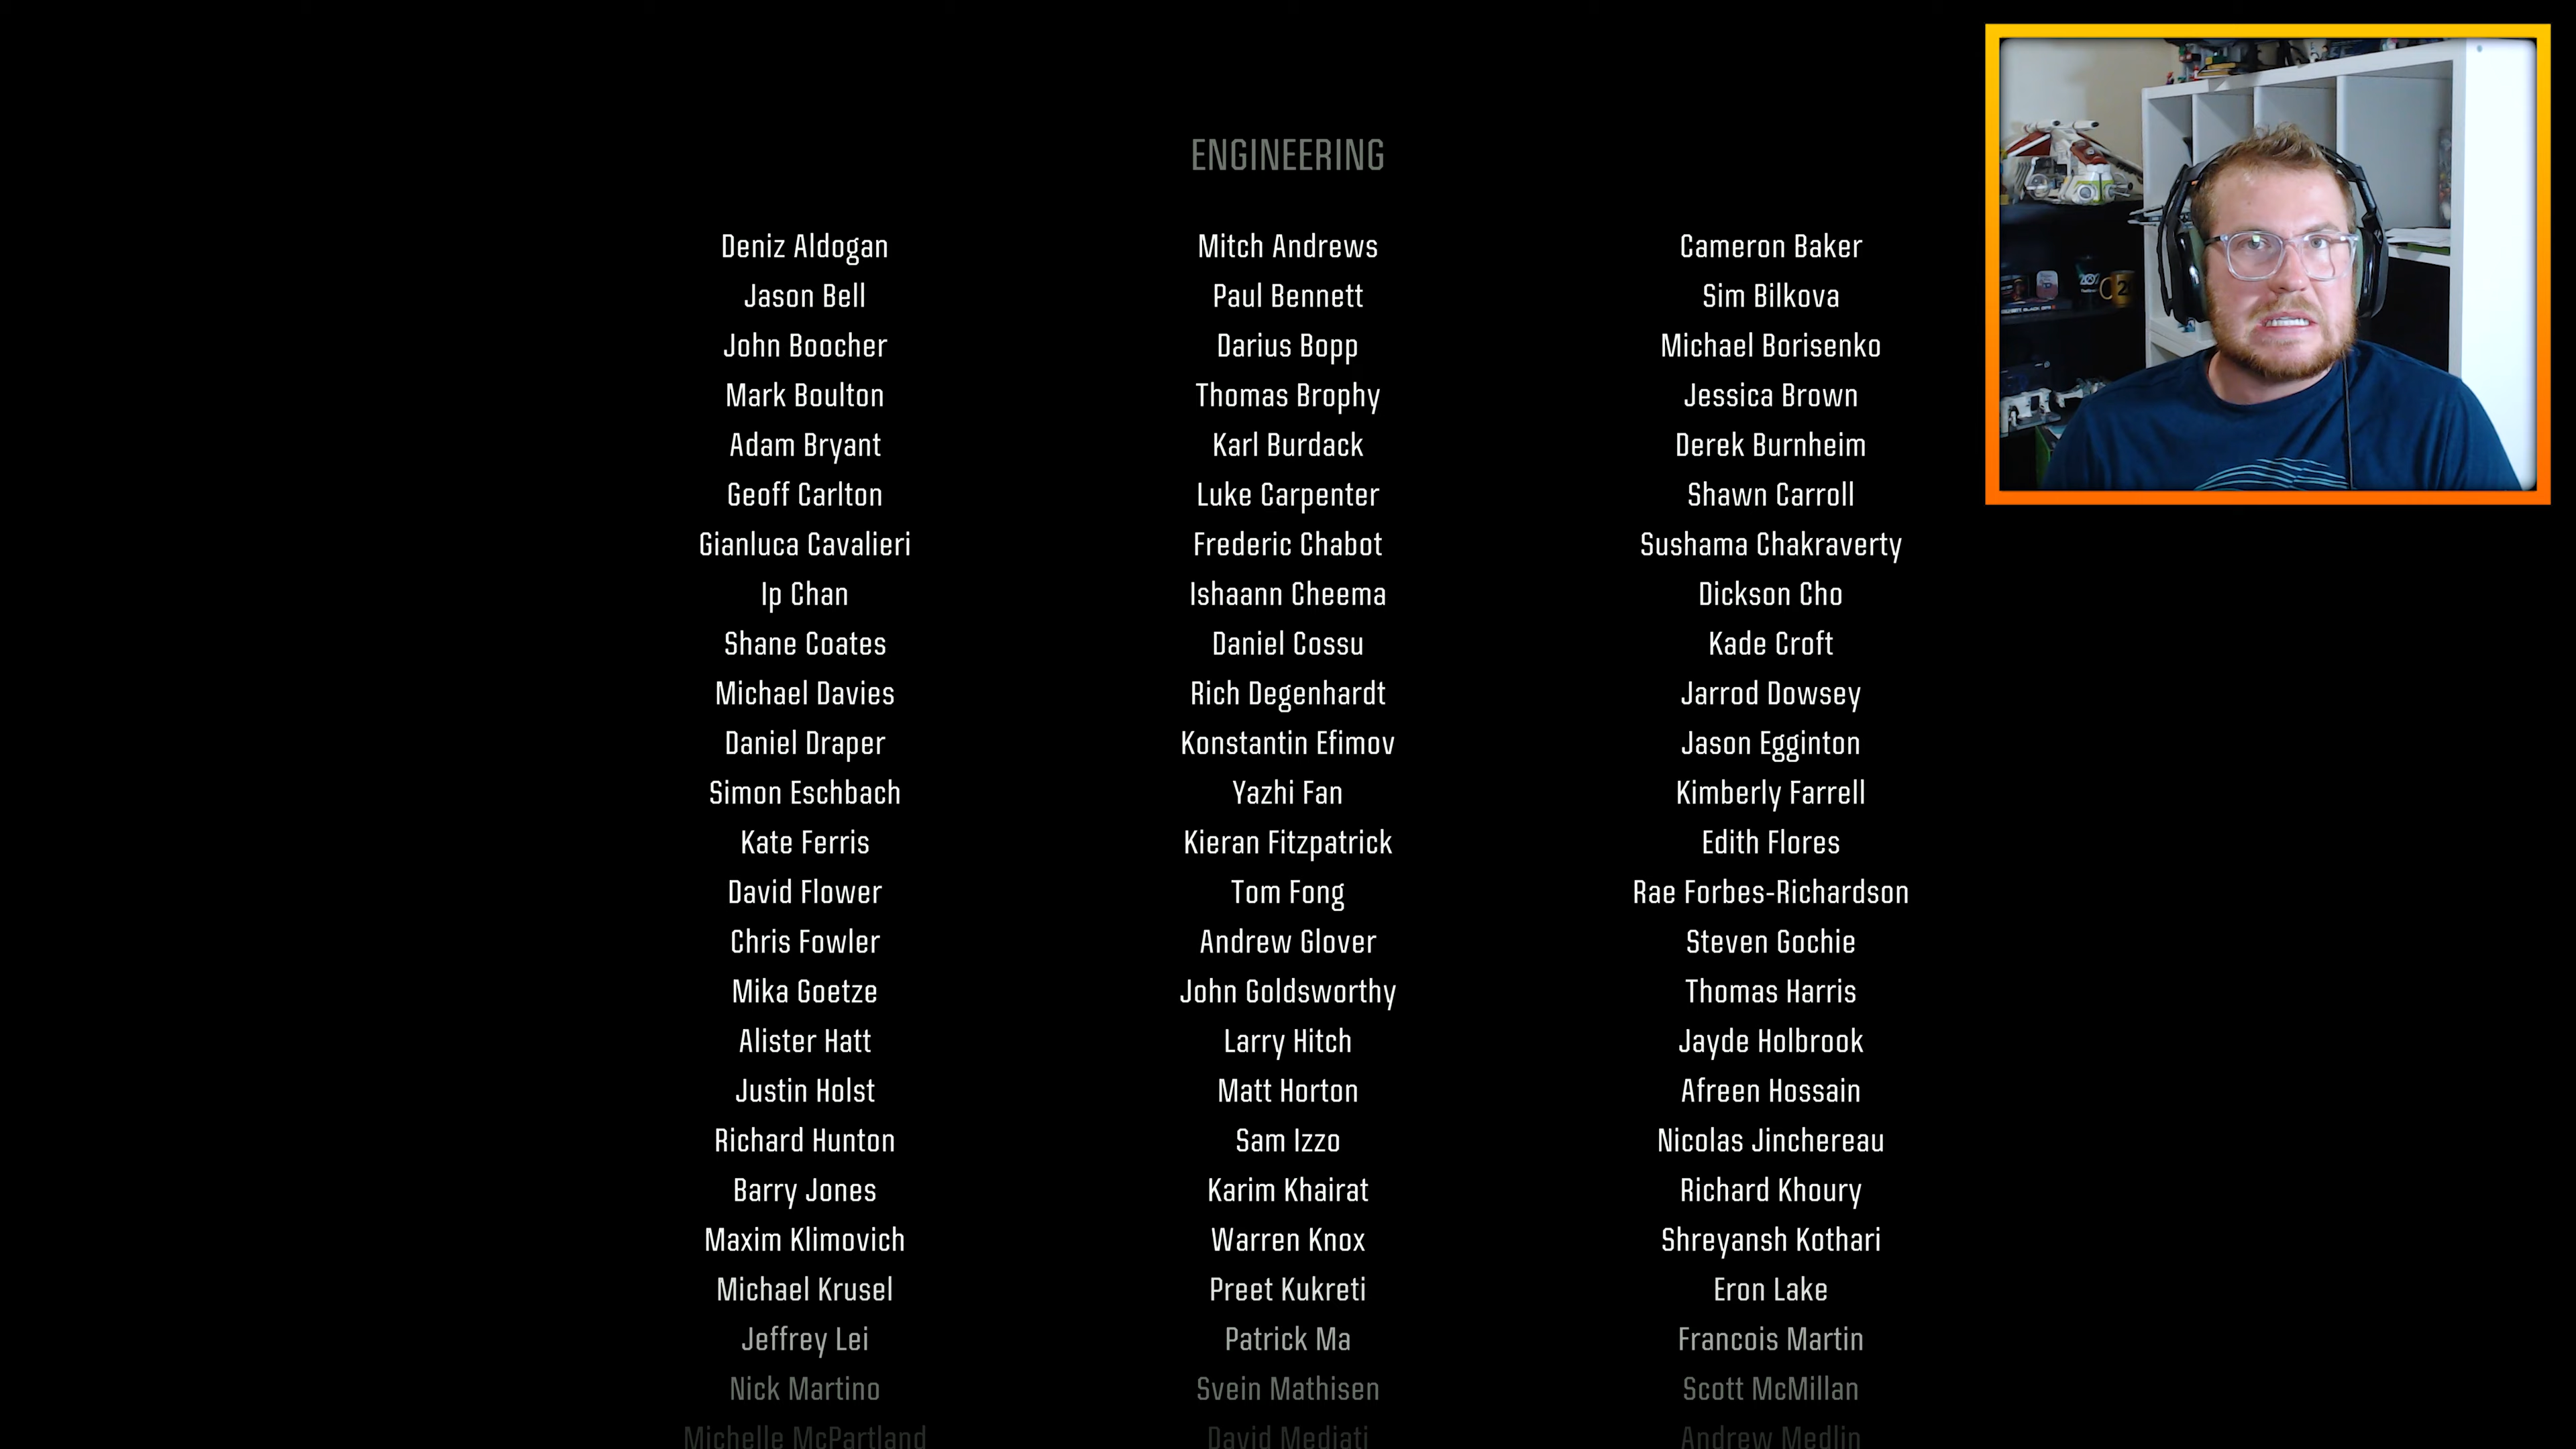 ENGINEERING
Deniz Aldogan Mitch Andrews Cameron Baker
Jason Bell Paul Bennett Sim Bilkova
John Boocher Darius Bopp Michael Borisenko
Mark Boulton Thomas Brophy Jessica Brown
Adam Bryant Karl Burdack Derek Burnheim
Geoff Carlton Luke Carpenter Shawn Carroll
Gianluca Cavalieri Frederic Chabot Sushama Chakraverty
Ip Chan Ishaann Cheema Dickson Cho
Shane Coates Daniel Cossu Kade Croft
Michael Davies Rich Degenhardt Jarrod Dowsey
Daniel Draper Konstantin Efimov Jason Egginton
Simon Eschbach Yazhi Fan Kimberly Farrell
Kate Ferris Kieran Fitzpatrick Edith Flores
David Flower Tom Fong Rae Forbes-Richardson
Chris Fowler Andrew Glover Steven Gochie
Mika Goetze John Goldsworthy Thomas Harris
Alister Hatt Larry Hitch Jayde Holbrook
Justin Holst Matt Horton Afreen Hossain
Richard Hunton Sam Izzo Nicolas Jinchereau
Barry Jones Karim Khairat Richard Khoury
Maxim Klimovich Warren Knox Shreyansh Kothari
Michael Krusel Preet Kukreti Eron Lake
Jeffrey Lei Patrick Ma Francois Martin
Nick Martino Svein Mathisen Scott McMillan
Michelle McPartland David Mediati Andrew Medlin